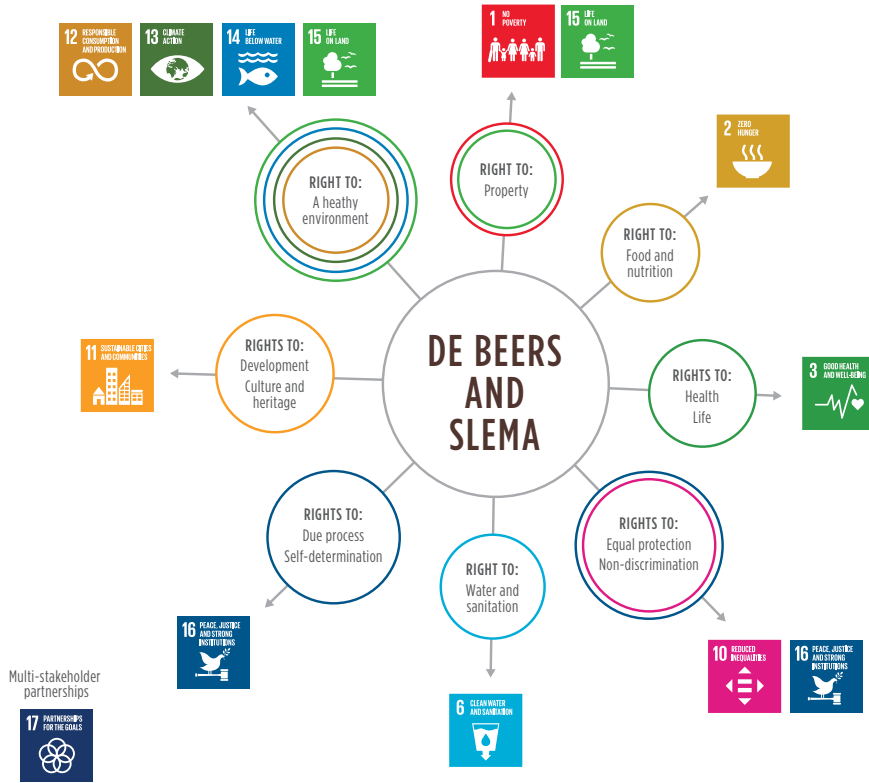 12 RESPONSIBLE
CONSUMPTION
AND PRODUCTION
13 CLIMATE
ACTION
14 LIFE
BELOW WATER
15 LIFE
ON LAND
1 NO
POVERTY
15 LIFE
ON LAND
2 ZERO
HUNGER
RIGHT TO:
A heathy
environment
RIGHT TO:
Property
RIGHT TO:
Food and
nutrition
11 SUSTAINABLE CITIES
AND COMMUNITIES
RIGHTS TO:
Development
Culture and
heritage
DE BEERS
AND
SLEMA
RIGHTS TO:
Health
Life
3 GOOD HEALTH
AND WELL-BEING
RIGHTS TO:
Due process
Self-determination
RIGHT TO:
Water and
sanitation
RIGHTS TO:
Equal protection
Non-discrimination
16 PEACE, JUSTICE
AND STRONG
INSTITUTIONS
10 REDUCED
INEQUALITIES
16 PEACE, JUSTICE
AND STRONG
INSTITUTIONS
Multi-stakeholder
partnerships
17 PARTNERSHIPS
FOR THE GOALS
6 CLEAN WATER
AND SANITATION